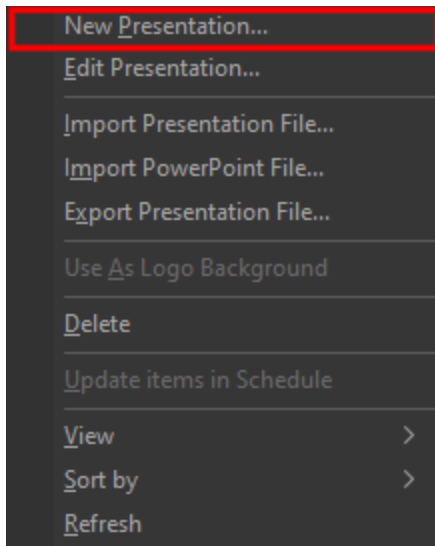 New Presentation...
Edit Presentation...
Import Presentation File...
Import PowerPoint File...
Export Presentation File...
Use As Logo Background
Delete
Update items in Schedule
View
Sort by
Refresh